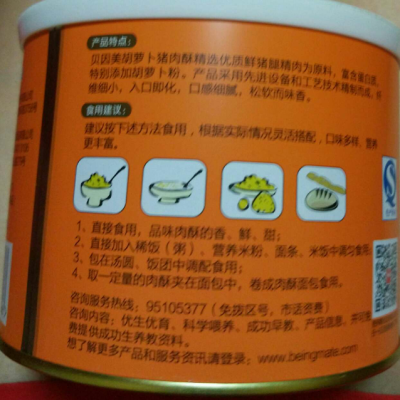 产品特点:
贝因美胡萝卜猪肉酥精选优质鲜猪腿精肉为原料,富含蛋白质,
特别添加胡萝卜粉。产品采用先进设备和工艺技术精制而成,纤
维细小,入口即化,口感细腻,松软而味香。
食用建议:
建议按下述方法食用,根据实际情况灵活搭配,口味多样,营养
更丰富。
1、直接食用,品味肉酥的香、鲜、甜;
2、直接加入稀饭(粥)、营养米粉、面条、米饭中调匀食用;
3、包在汤圆、饭团中调配食用;
4、取一定量的肉酥夹在面包中,卷成肉酥面包食用。
咨询服务热线:95105377(免拨区号,市话资费)
咨询内容:优生优育、科学喂养、成功早教、产品信息,并可免
费提供成功生养教资料。
想了解更多产品和服务资讯请登录:www.beingmate.com